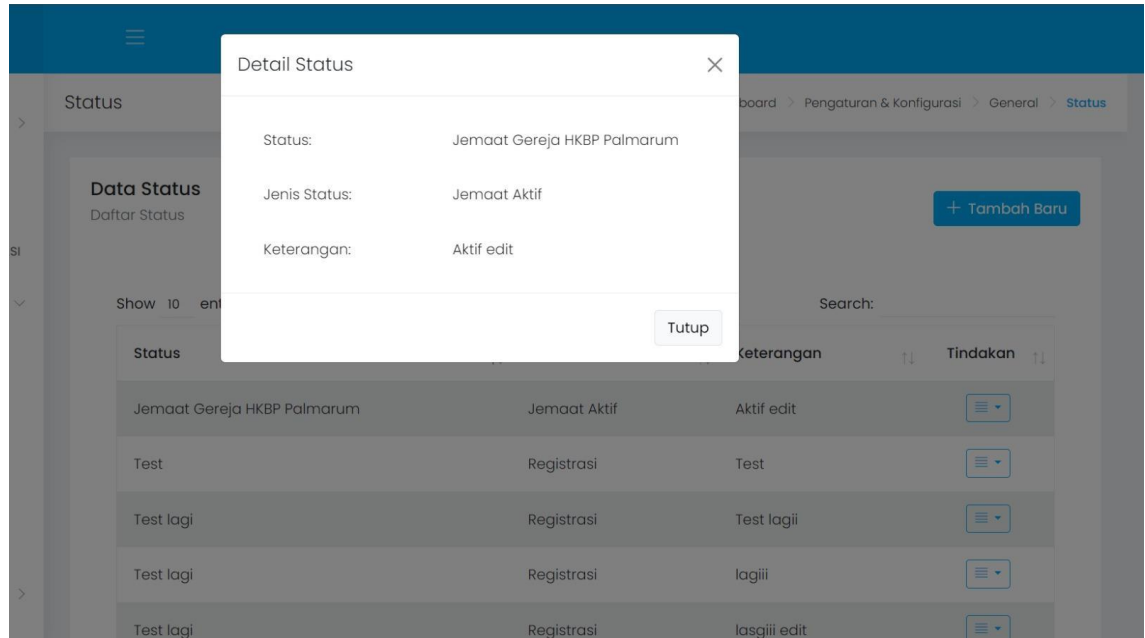 Detail Status
Status
board > Pengaturan & Konfigurasi > General > Status
Status: Jemaat Gereja HKBP Palmarum
Jenis Status: Jemaat Aktif
Keterangan: Aktif edit
Tutup
Data Status
Daftar Status
+ Tambah Baru
SI
Show 10 ent
Search:
Status Keterangan Tindakan
Jemaat Gereja HKBP Palmarum Jemaat Aktif Aktif edit
Test Registrasi Test
Test lagi Registrasi Test lagii
Test lagi Registrasi lagiii
Test lagi Registrasi lasgiii edit